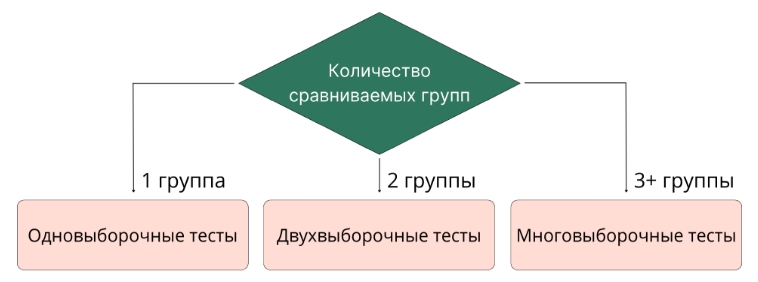 Количество
сравниваемых групп
1 группа
2 группы
3+ группы
Одновыборочные тесты
Двухвыборочные тесты
Многовыборочные тесты